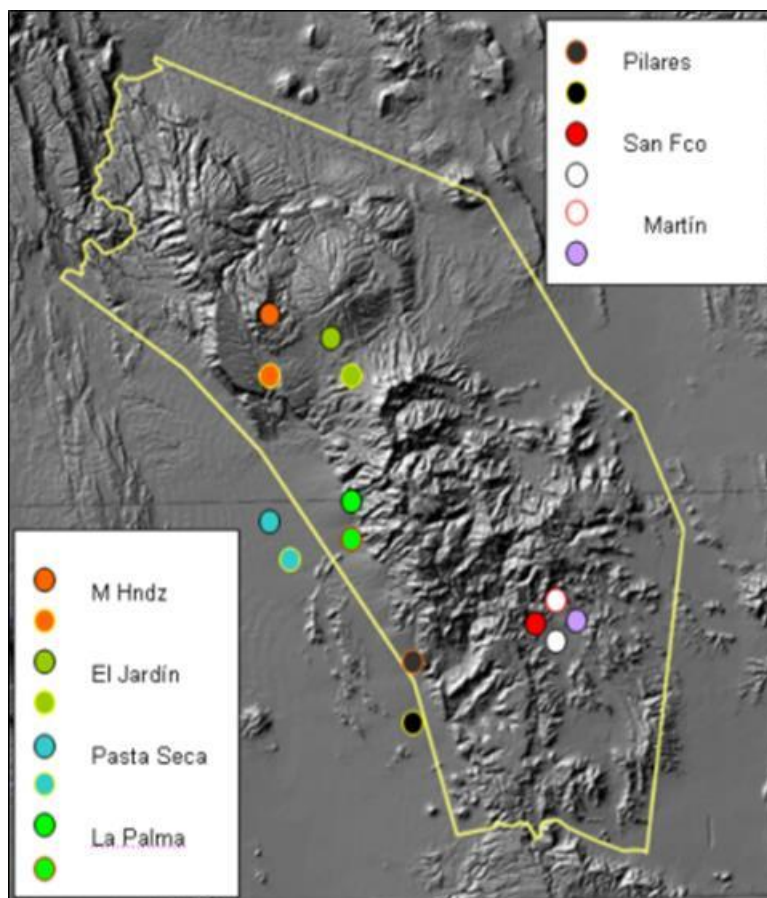 Pilares
San Fco
Martín
M Hndz
El Jardín
Pasta Seca
La Palma